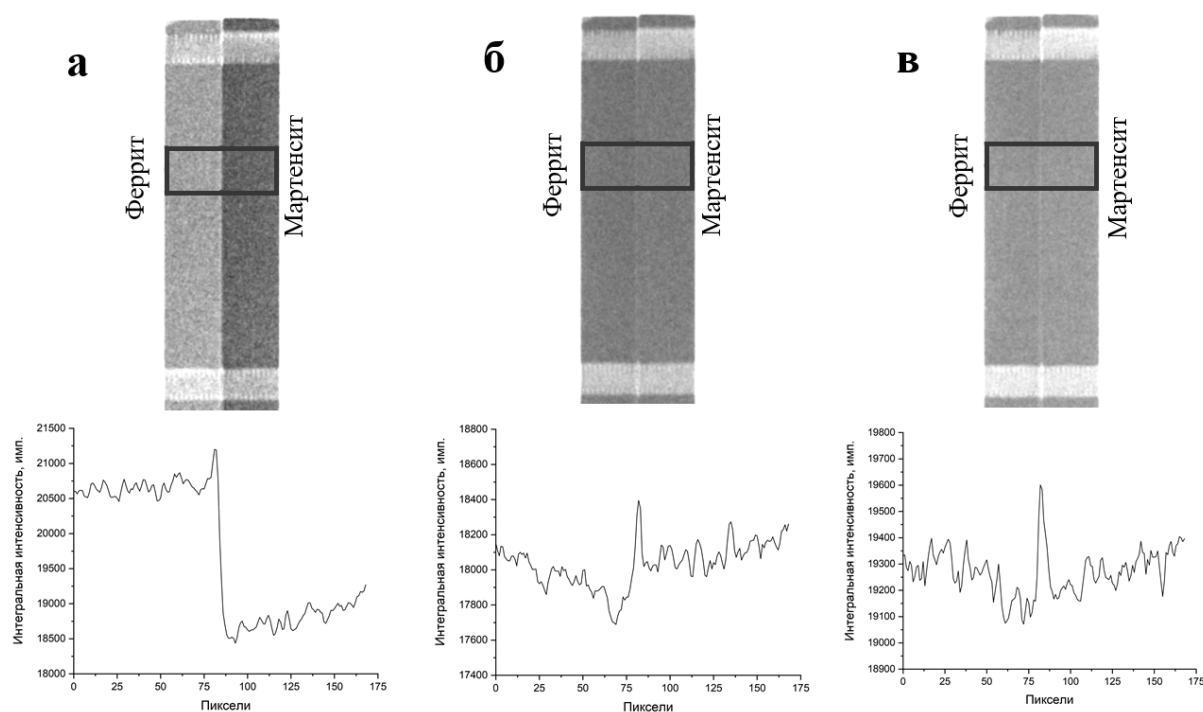 а
Феррит
Мартенсит
21500
21000
20500
20000
19500
19000
18500
18000
0 25 50 75 100 125 150 175
Интегральная интенсивность, имп.
Пиксели
б
Феррит
Мартенсит
18800
18600
18400
18200
18000
17800
17600
17400
0 25 50 75 100 125 150 175
Интегральная интенсивность, имп.
Пиксели
в
Феррит
Мартенсит
19800
19700
19600
19500
19400
19300
19200
19100
19000
18900
0 25 50 75 100 125 150 175
Интегральная интенсивность, имп.
Пиксели